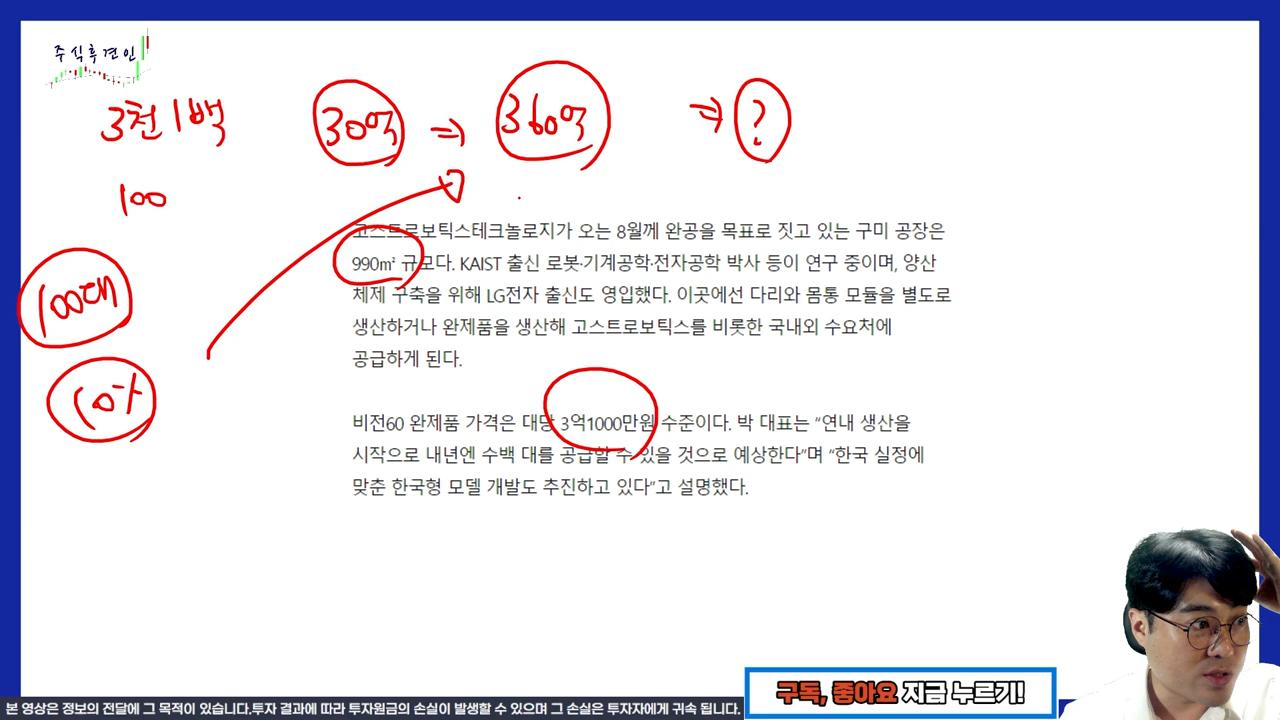 주식후견인
3천1백 30억 ⇒ 360억 ⇒ ?
100
100대
10%
고스트로보틱스테크놀로지가 오는 8월께 완공을 목표로 짓고 있는 구미 공장은
990㎡ 규모다. KAIST 출신 로봇·기계공학·전자공학 박사 등이 연구 중이며, 양산
체제 구축을 위해 LG전자 출신도 영입했다. 이곳에선 다리와 몸통 모듈을 별도로
생산하거나 완제품을 생산해 고스트로보틱스를 비롯한 국내외 수요처에
공급하게 된다.
비전60 완제품 가격은 대당 3억1000만원 수준이다. 박 대표는 “연내 생산을
시작으로 내년엔 수백 대를 공급할 수 있을 것으로 예상한다”며 “한국 실정에
맞춘 한국형 모델 개발도 추진하고 있다”고 설명했다.
구독, 좋아요 지금 누르기!
본 영상은 정보의 전달에 그 목적이 있습니다.투자 결과에 따라 투자원금의 손실이 발생할 수 있으며 그 손실은 투자자에게 귀속 됩니다.